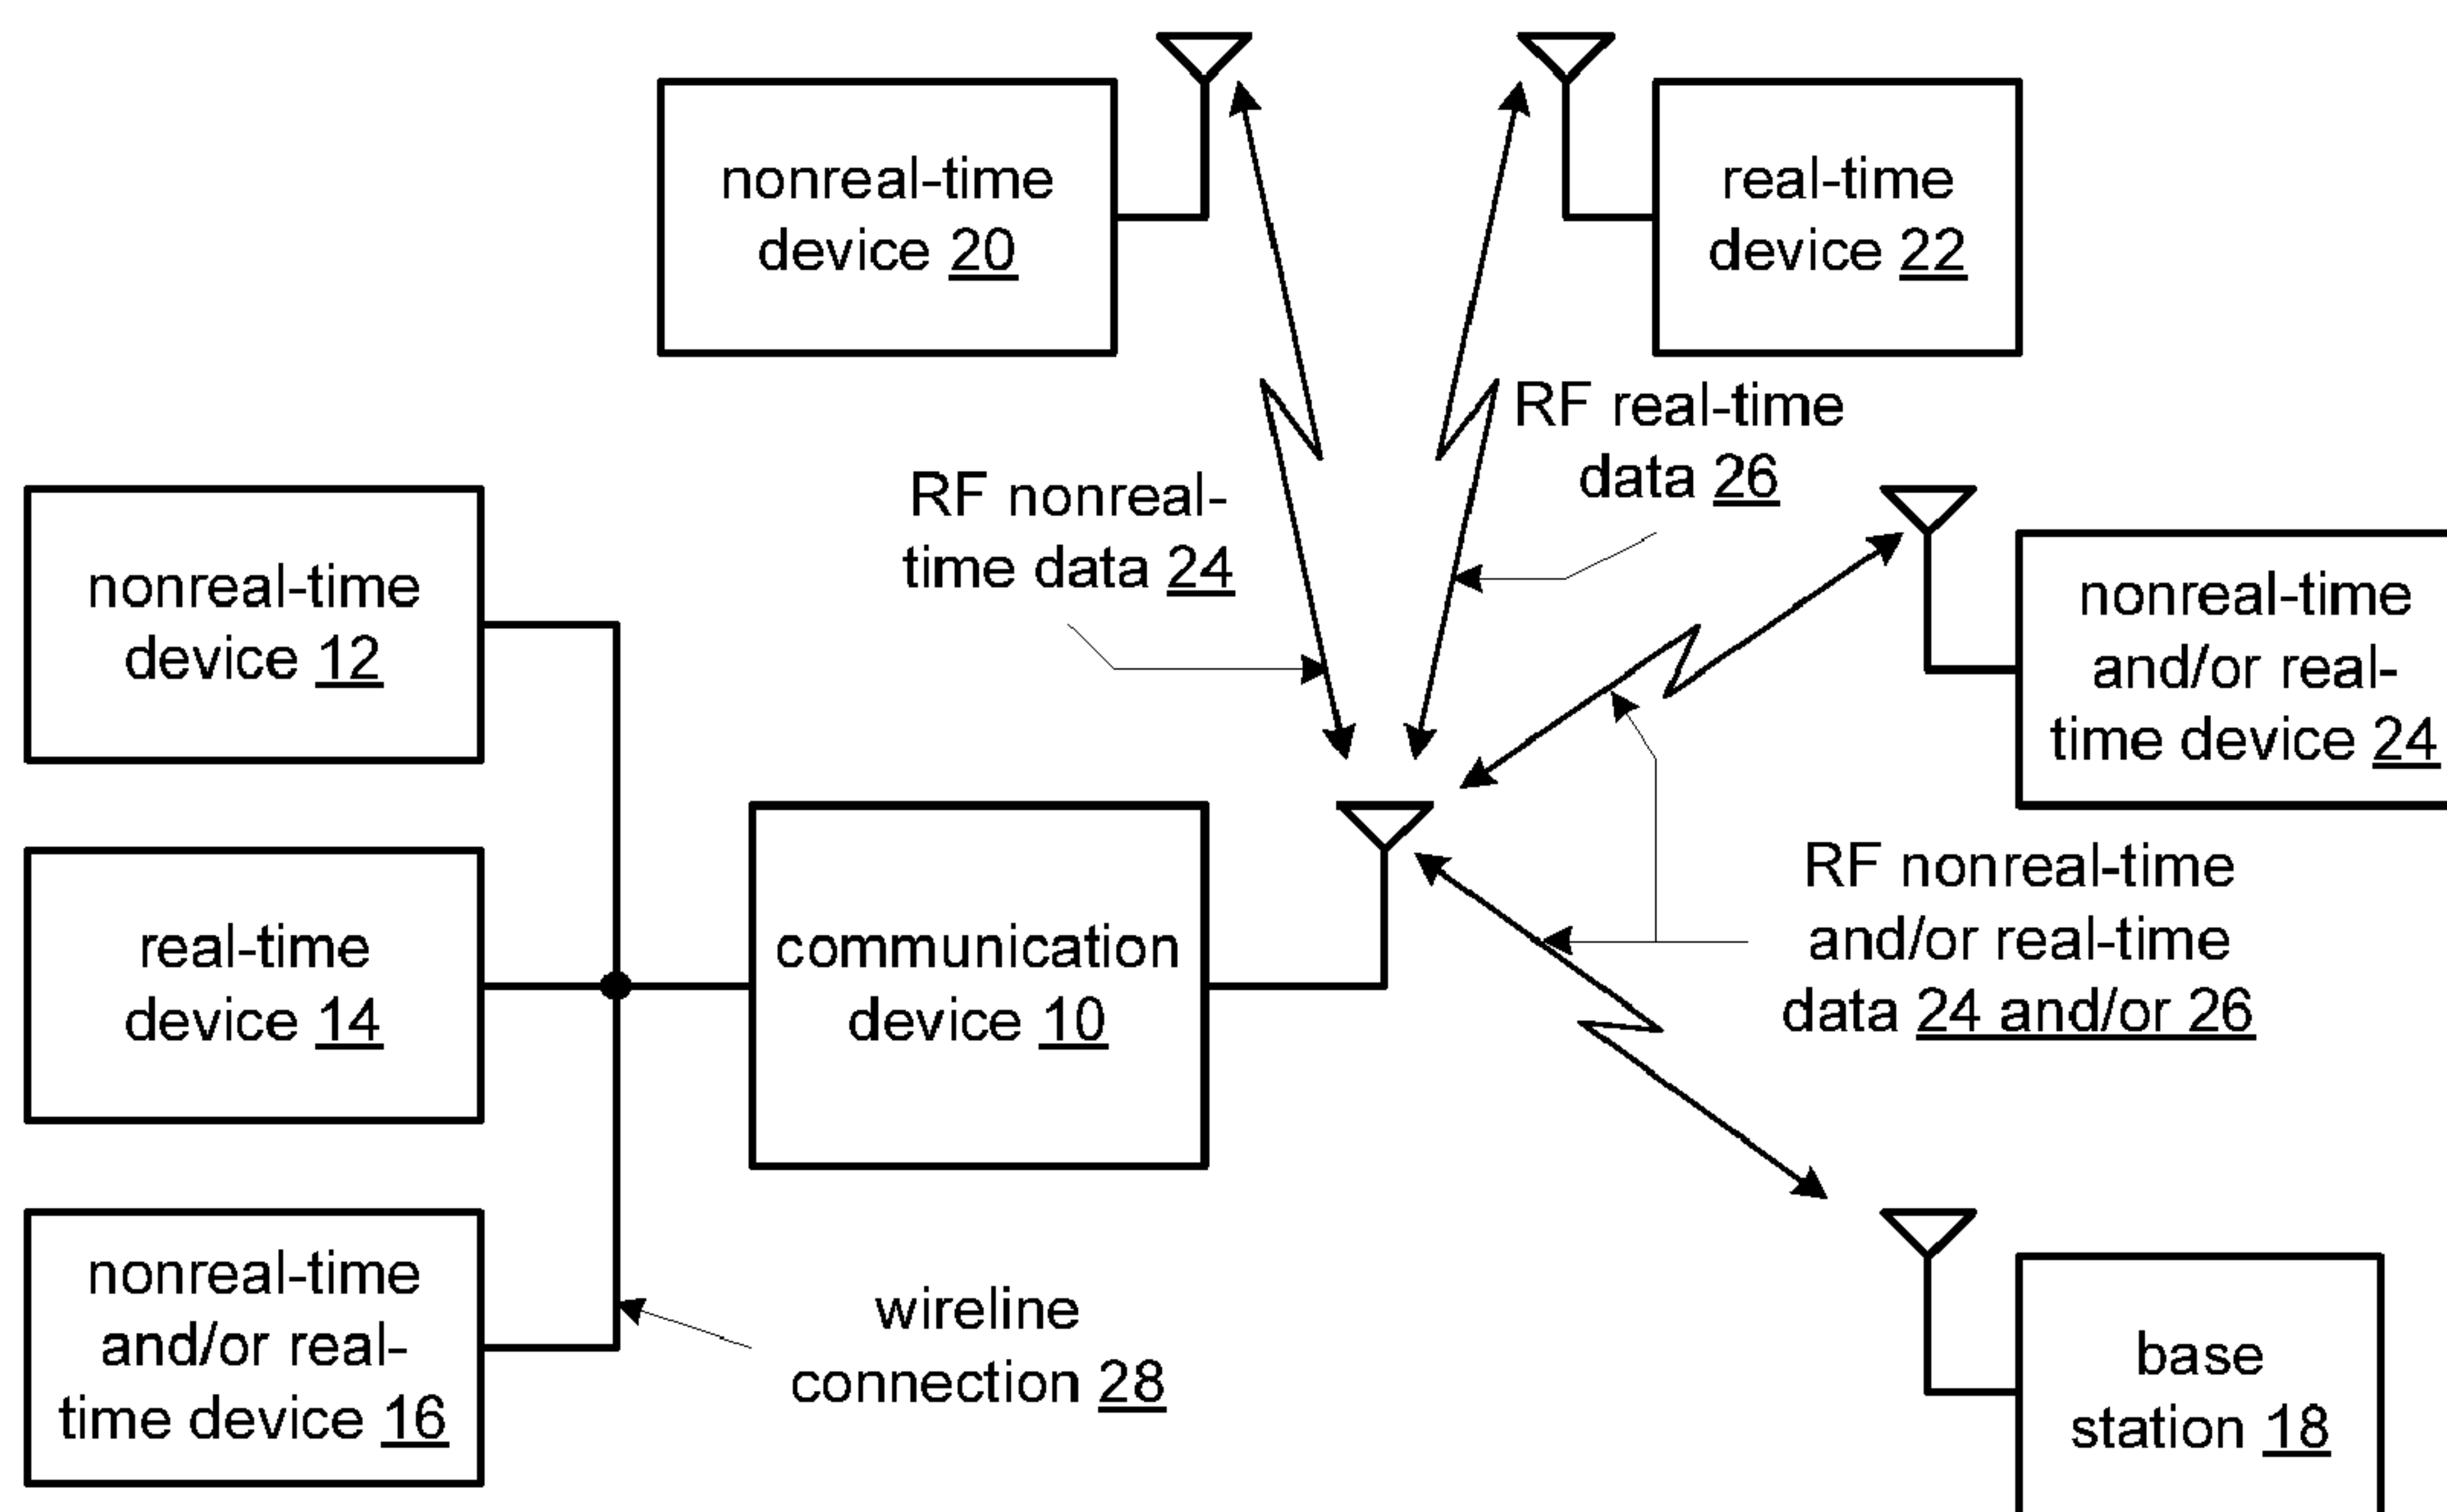 nonreal-time
device 20
real-time
device 22
RF real-time
data 26
RF nonreal-
time data 24
nonreal-time
device 12
nonreal-time
and/or real-
time device 24
real-time
device 14
communication
device 10
RF nonreal-time
and/or real-time
data 24 and/or 26
nonreal-time
and/or real-
time device 16
wireline
connection 28
base
station 18